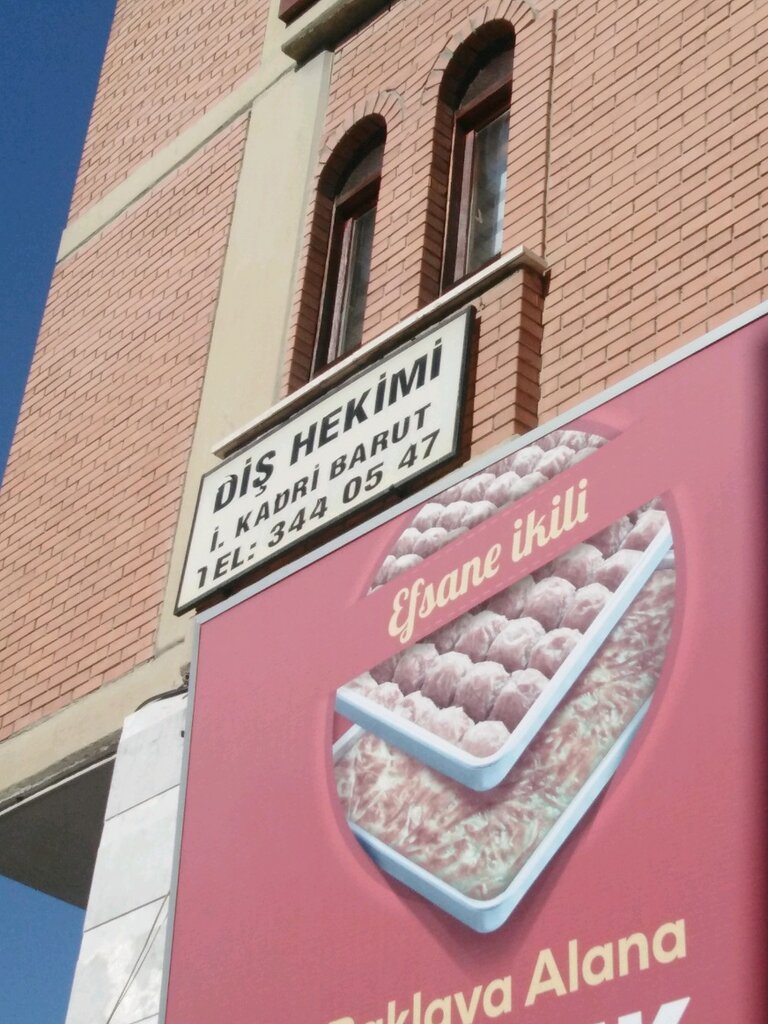 DİŞ HEKİMİ
İ. KADRİ BARUT
TEL: 344 05 47
Efsane ikili
Baklava Alana